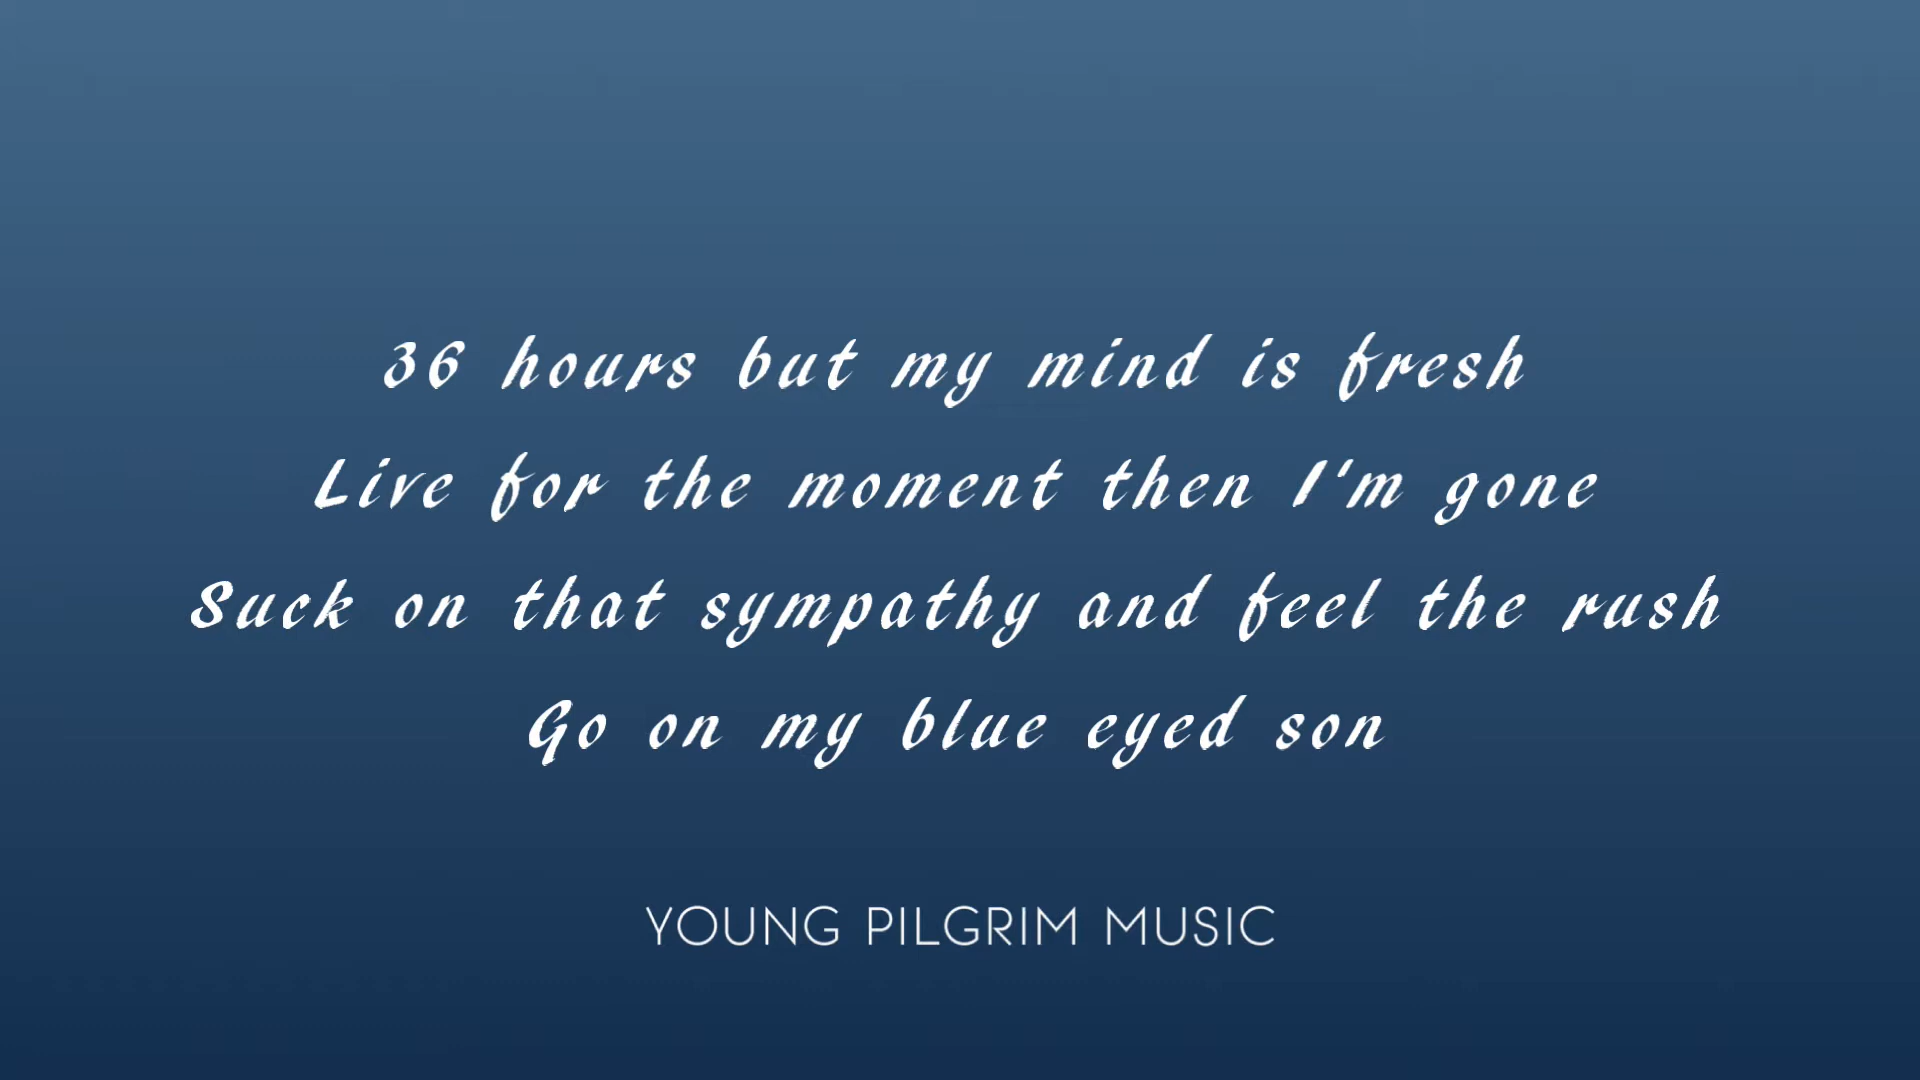 36 hours but my mind is fresh
Live for the moment then I'm gone
Suck on that sympathy and feel the rush
Go on my blue eyed son
YOUNG PILGRIM MUSIC